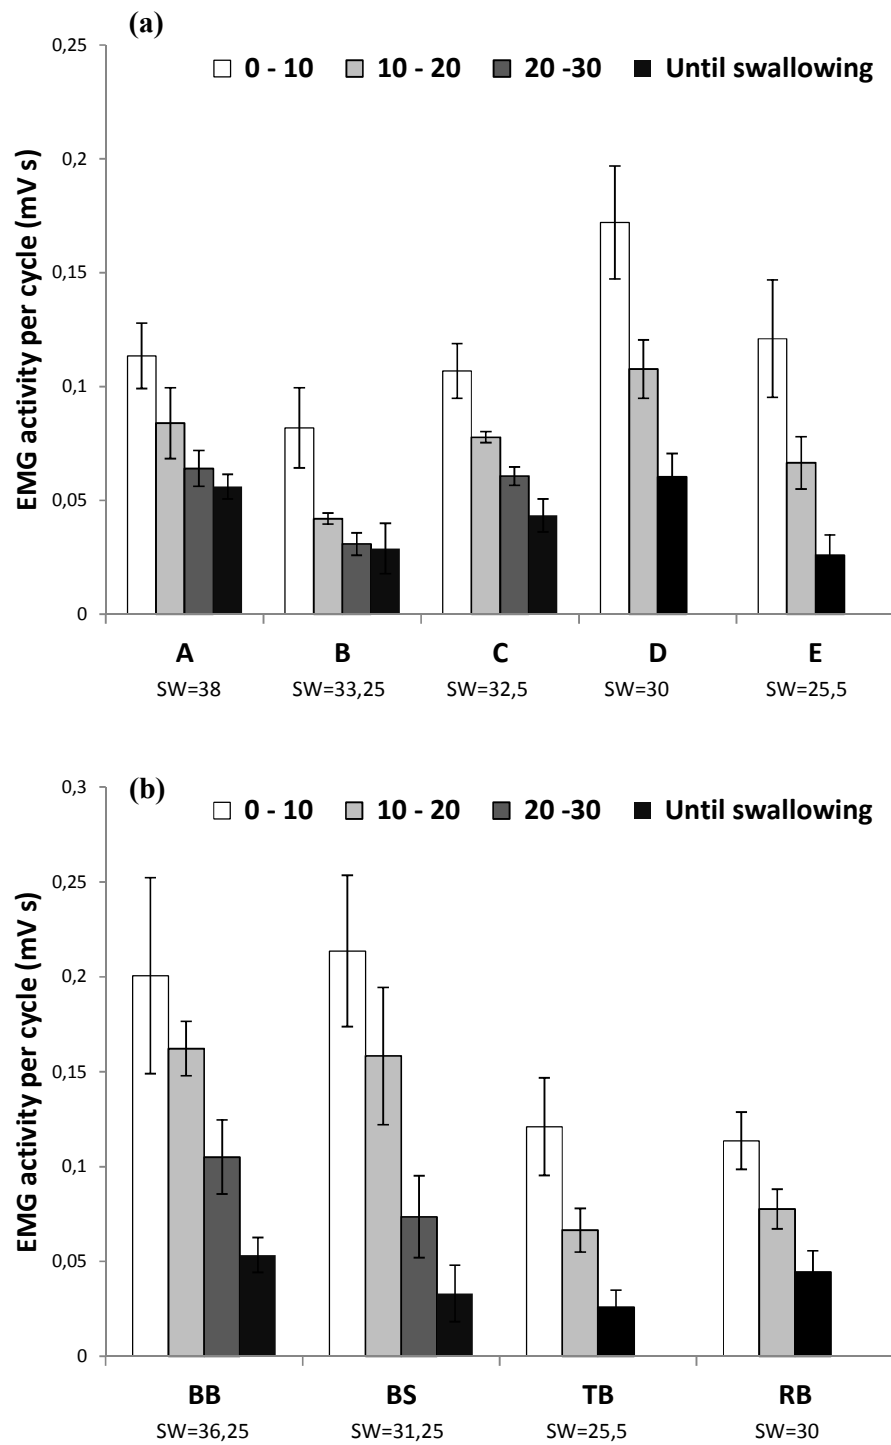 (a)
0,25
0 - 10 10 - 20 20 -30 Until swallowing
0,2
0,15
0,1
0,05
0
EMG activity per cycle (mV s)
A B C D E
SW=38 SW=33,25 SW=32,5 SW=30 SW=25,5
(b)
0,3
0 - 10 10 - 20 20 -30 Until swallowing
0,25
0,2
0,15
0,1
0,05
0
EMG activity per cycle (mV s)
BB BS TB RB
SW=36,25 SW=31,25 SW=25,5 SW=30